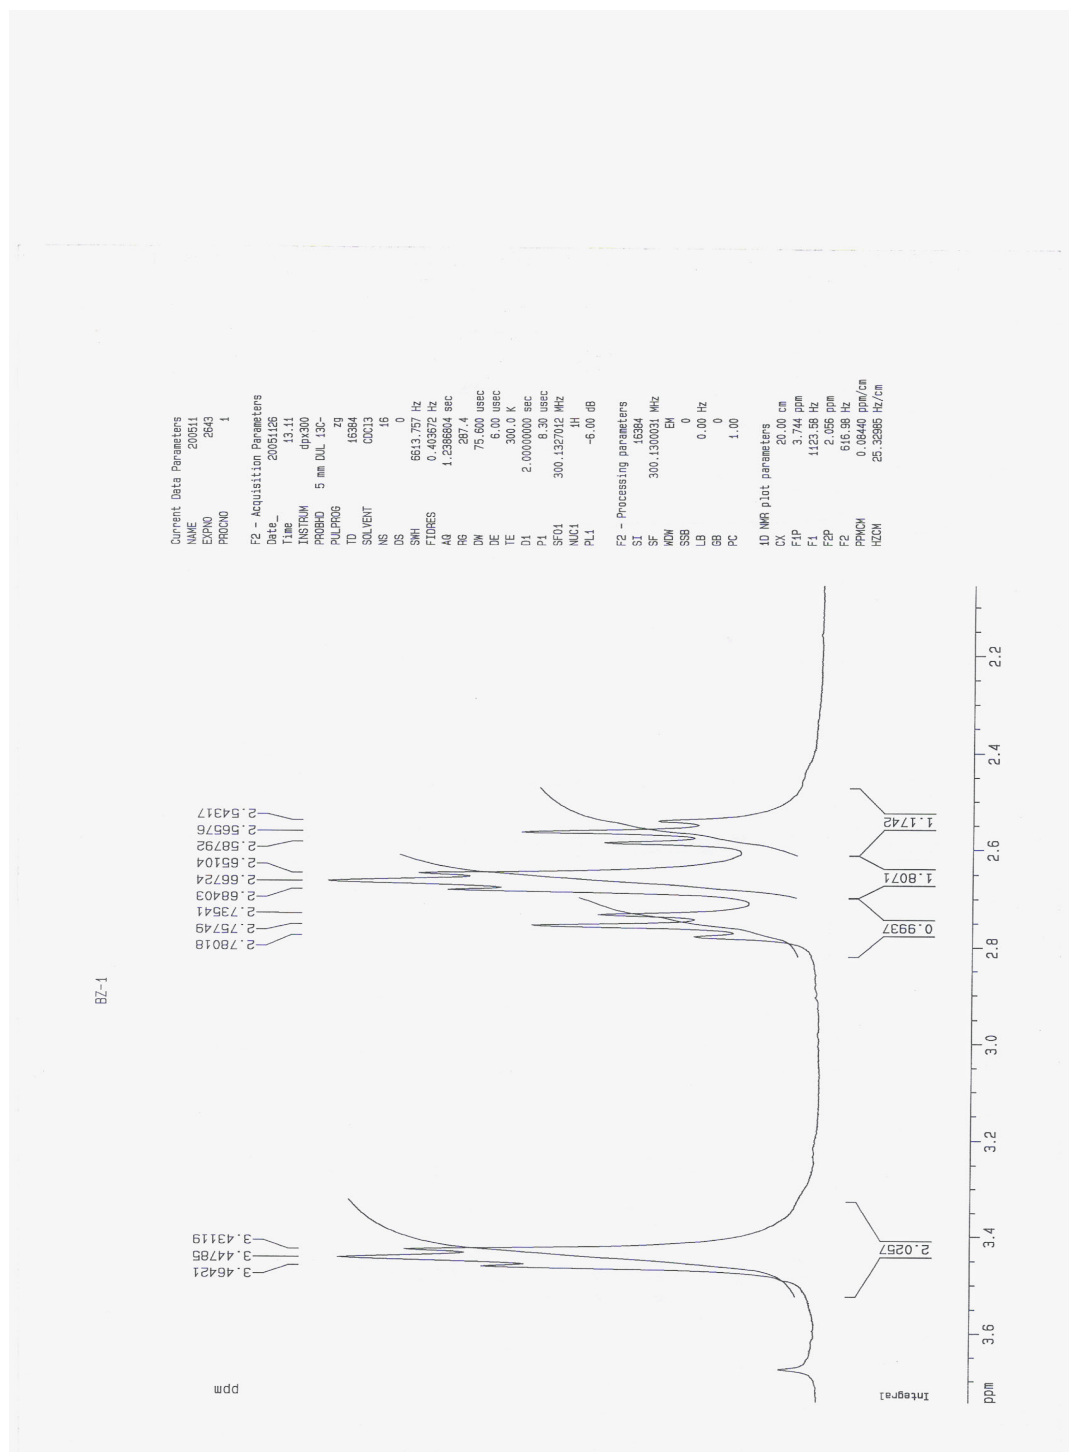 BZ-1
Current Data Parameters
NAME 200511
EXPNO 2643
PROCNO 1
F2 - Acquisition Parameters
Date_ 20051126
Time 13.11
INSTRUM dpx300
PROBHD 5 mm DUL 13C-
PULPROG zg
TD 16384
SOLVENT CDCl3
NS 16
DS 0
SWH 6613.757 Hz
FIDRES 0.403672 Hz
AQ 1.2386804 sec
RG 287.4
DW 75.600 usec
DE 6.00 usec
TE 300.0 K
D1 2.00000000 sec
P1 8.30 usec
SFO1 300.1327012 MHz
NUC1 1H
PL1 -6.00 dB
F2 - Processing parameters
SI 16384
SF 300.1300031 MHz
WDW EM
SSB 0
LB 0.00 Hz
GB 0
PC 1.00
1D NMR plot parameters
CX 20.00 cm
F1P 3.744 ppm
F1 1123.58 Hz
F2P 2.056 ppm
F2 616.98 Hz
PPMCM 0.08440 ppm/cm
HZCM 25.32985 Hz/cm
ppm
3.46421
3.44785
3.43119
2.78018
2.75749
2.73541
2.68403
2.66724
2.65104
2.58792
2.56576
2.54317
Integral
2.0257
0.9937
1.8071
1.1742
ppm 3.6 3.4 3.2 3.0 2.8 2.6 2.4 2.2